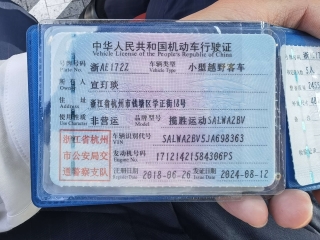 中华人民共和国机动车行驶证
Vehicle License of the People's Republic of China
号牌号码 浙AE17ZZ 车辆类型 小型越野客车
Plate No. Vehicle Type
所有人 宣玎琰
Owner
住址 浙江省杭州市钱塘区学正街18号
Address
使用性质 非营运 品牌型号 揽胜运动SALWA2BV
Use Character Model
浙江省杭州 车辆识别代号 SALWA2BV5JA698363
VIN
市公安局交 发动机号码 17121421584306PS
Engine No.
通警察支队 注册日期 2018-06-26 发证日期 2024-08-12
Register Date Issue Date